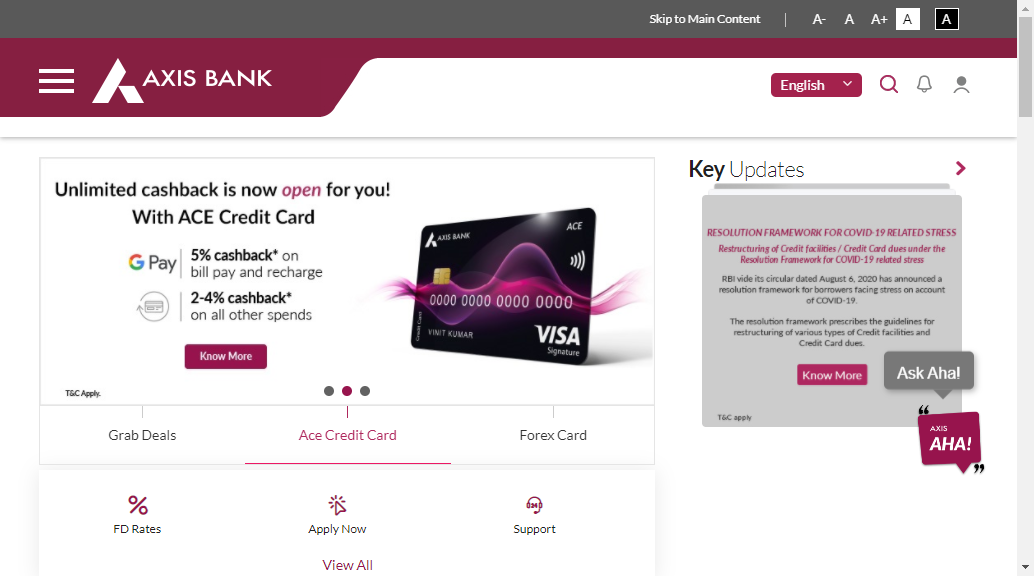 Skip to Main Content | A- A A+ A A
AXIS BANK
English
Unlimited cashback is now open for you!
With ACE Credit Card
G Pay
5% cashback* on
bill pay and recharge
2-4% cashback*
on all other spends
Know More
T&C Apply.
AXIS BANK
ACE
0000 0000 0000 0000
Credit Card
VINIT KUMAR
VISA
Signature
Grab Deals
Ace Credit Card
Forex Card
FD Rates
Apply Now
24x7
Support
View All
Key Updates
RESOLUTION FRAMEWORK FOR COVID-19 RELATED STRESS
Restructuring of Credit facilities / Credit Card dues under the
Resolution Framework for COVID-19 related stress
RBI vide its circular dated August 6, 2020 has announced a
resolution framework for borrowers facing stress on account
of COVID-19.
The resolution framework prescribes the guidelines for
restructuring of various types of Credit facilities and
Credit Card dues.
Know More
T&C apply
Ask Aha!
“
AXIS
AHA!
”